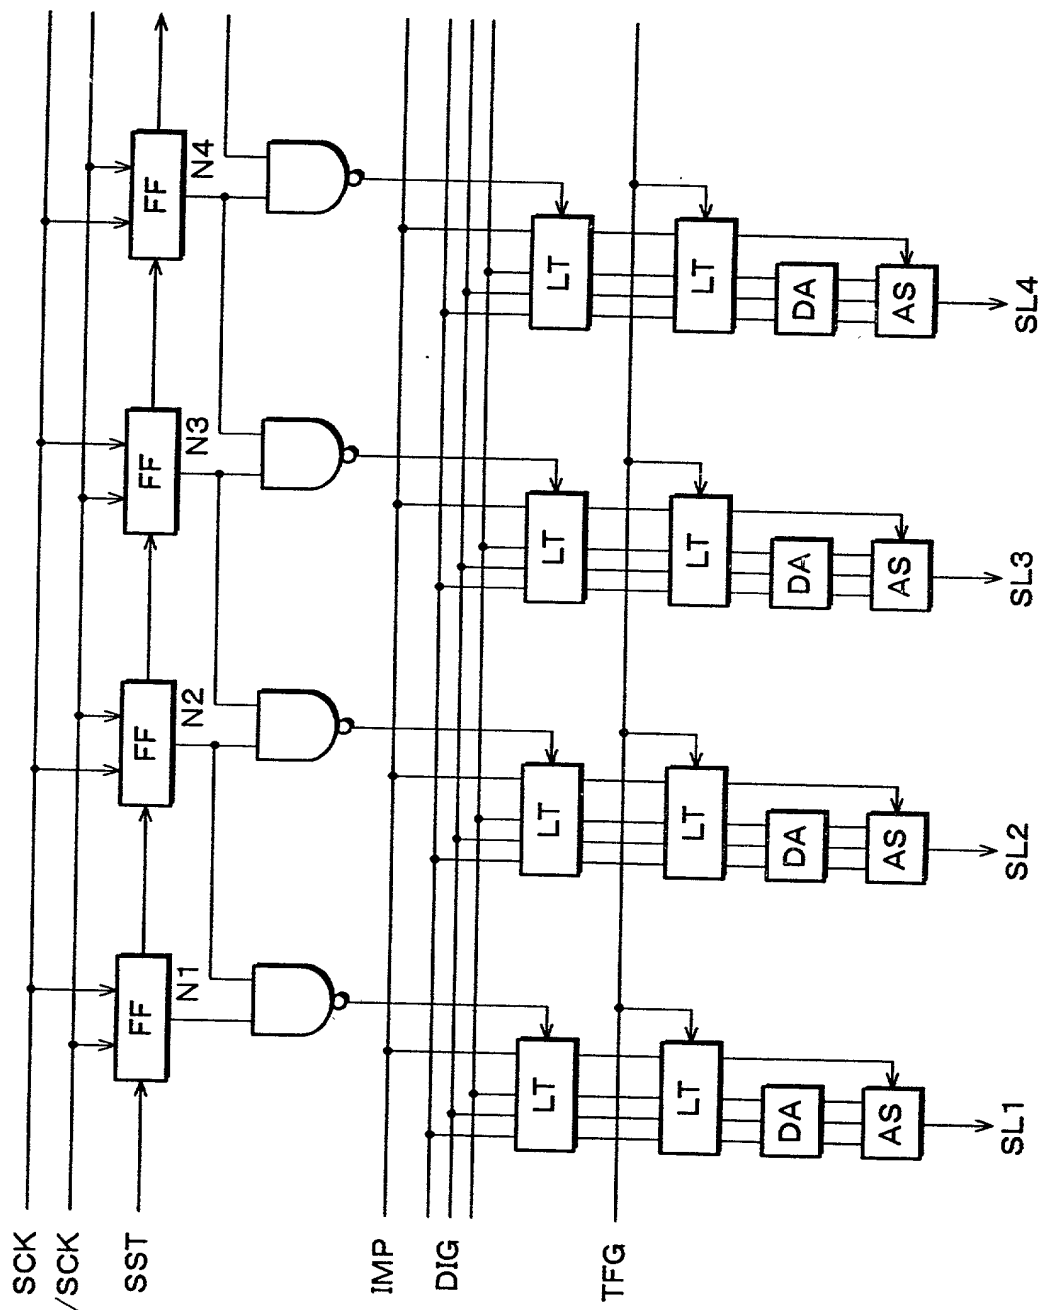 SCK
/SCK
SST
FF
FF
FF
FF
N1
N2
N3
N4
IMP
DIG
LT
LT
LT
LT
TFG
LT
LT
LT
LT
DA
DA
DA
DA
AS
AS
AS
AS
SL1
SL2
SL3
SL4